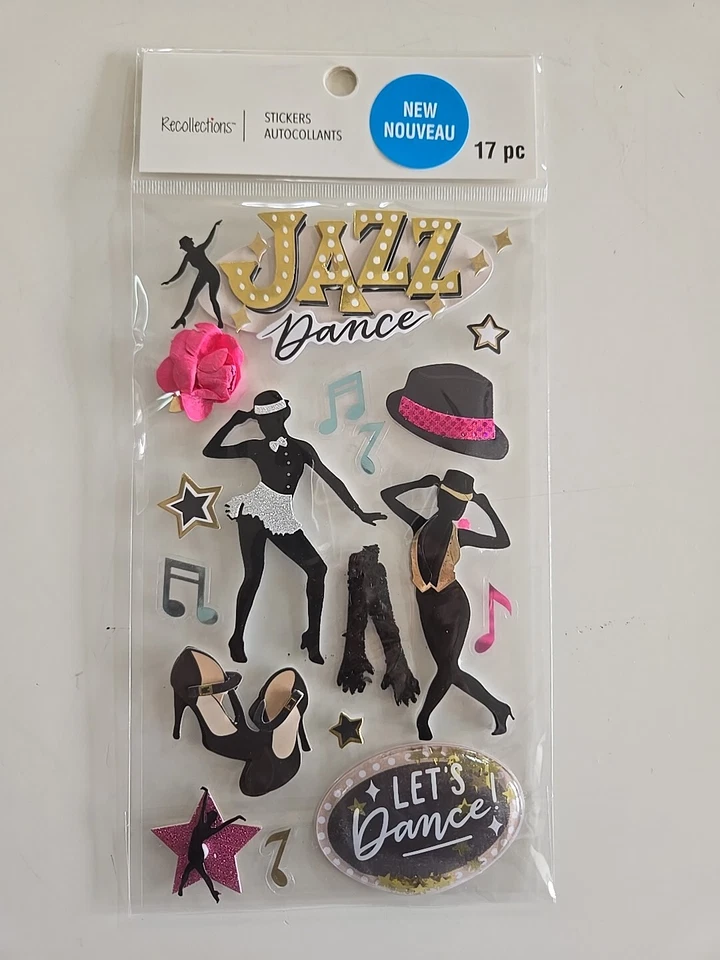 Recollections™
STICKERS
AUTOCOLLANTS
NEW
NOUVEAU
17 pc
JAZZ
Dance
LET'S
Dance!